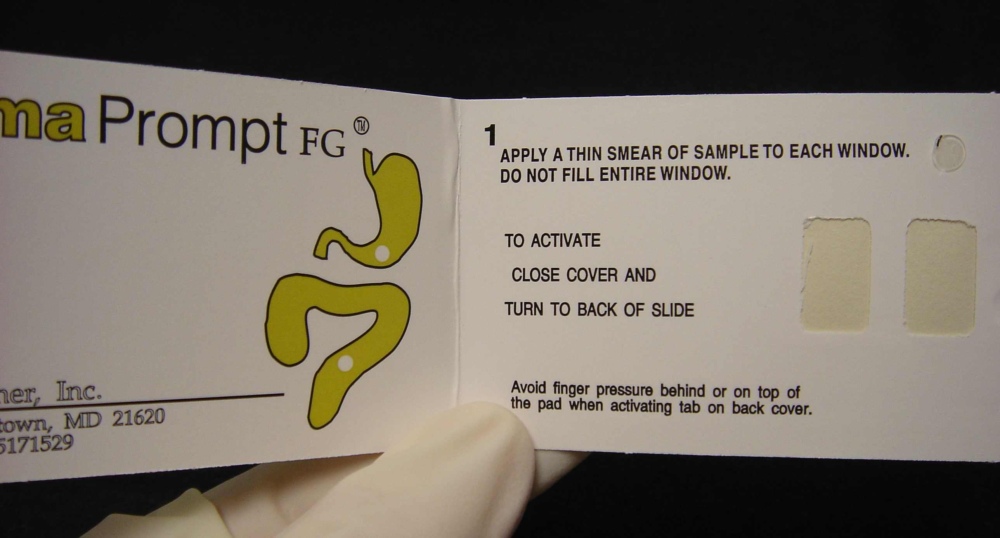 ma Prompt FG ™
ner, Inc.
town, MD 21620
5171529
1
APPLY A THIN SMEAR OF SAMPLE TO EACH WINDOW.
DO NOT FILL ENTIRE WINDOW.
TO ACTIVATE
CLOSE COVER AND
TURN TO BACK OF SLIDE
Avoid finger pressure behind or on top of
the pad when activating tab on back cover.